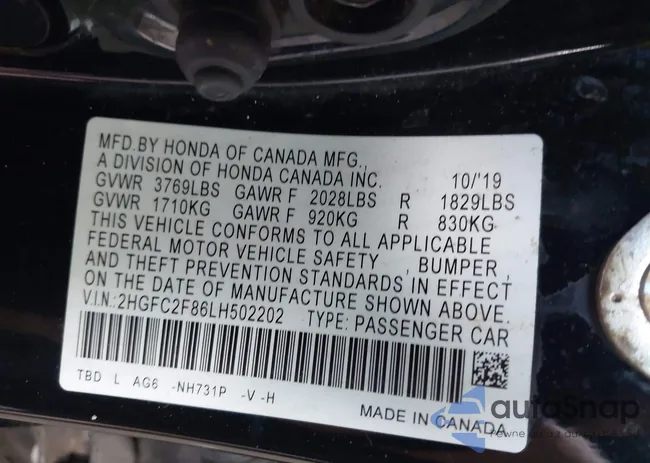 MFD.BY HONDA OF CANADA MFG.,
A DIVISION OF HONDA CANADA INC. 10/'19
GVWR 3769LBS GAWR F 2028LBS R 1829LBS
GVWR 1710KG GAWR F 920KG R 830KG
THIS VEHICLE CONFORMS TO ALL APPLICABLE
FEDERAL MOTOR VEHICLE SAFETY , BUMPER ,
AND THEFT PREVENTION STANDARDS IN EFFECT
ON THE DATE OF MANUFACTURE SHOWN ABOVE.
V.I.N.:2HGFC2F86LH502202 TYPE: PASSENGER CAR
TBD L AG6 -NH731P -V -H
MADE IN CANADA
autoSnap
Pewne auta z automatu